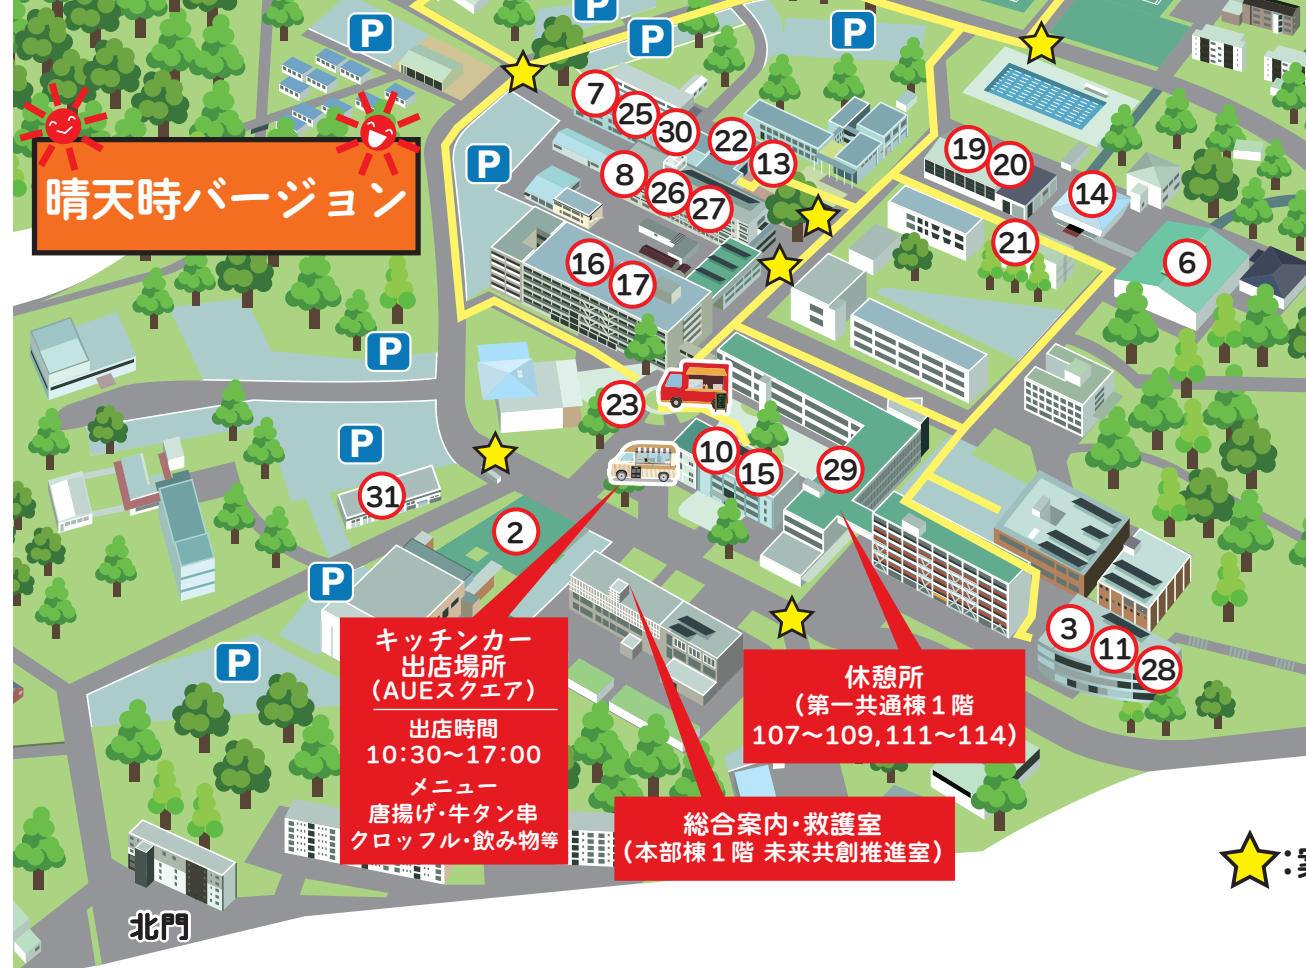 P
P
P
P
7
25
30
22
13
19
20
P
晴天時バージョン
8
26
27
14
21
6
16
17
P
23
P
10
15
29
31
2
P
3
11
28
P
キッチンカー
出店場所
(AUEスクエア)
出店時間
10:30〜17:00
メニュー
唐揚げ・牛タン串
クロッフル・飲み物等
休憩所
(第一共通棟1階
107〜109,111〜114)
総合案内・救護室
(本部棟1階 未来共創推進室)
北門
★: